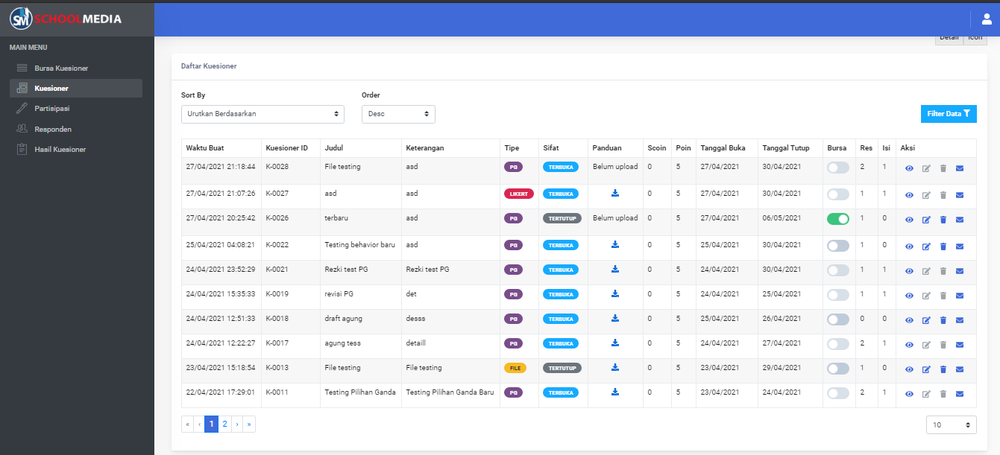 SM SCHOOLMEDIA
MAIN MENU
Bursa Kuesioner
Kuesioner
Partisipasi
Responden
Hasil Kuesioner
Detail Icon
Daftar Kuesioner
Sort By Order
Urutkan Berdasarkan Desc Filter Data
Waktu Buat Kuesioner ID Judul Keterangan Tipe Sifat Panduan Scoin Poin Tanggal Buka Tanggal Tutup Bursa Res Isi Aksi
27/04/2021 21:18:44 K-0028 File testing asd PG TERBUKA Belum upload 0 5 27/04/2021 30/04/2021 2 1
27/04/2021 21:07:26 K-0027 asd asd LIKERT TERBUKA 0 5 27/04/2021 30/04/2021 1 1
27/04/2021 20:25:42 K-0026 terbaru asd PG TERTUTUP Belum upload 0 5 27/04/2021 06/05/2021 1 0
25/04/2021 04:08:21 K-0022 Testing behavior baru asd PG TERBUKA 0 5 25/04/2021 30/04/2021 1 0
24/04/2021 23:52:29 K-0021 Rezki test PG Rezki test PG PG TERBUKA 0 5 24/04/2021 30/04/2021 1 1
24/04/2021 15:35:33 K-0019 revisi PG det PG TERBUKA 0 5 24/04/2021 25/04/2021 1 1
24/04/2021 12:51:33 K-0018 draft agung desss PG TERBUKA 0 5 25/04/2021 26/04/2021 0 0
24/04/2021 12:22:27 K-0017 agung tess detaill PG TERBUKA 0 5 24/04/2021 27/04/2021 2 1
23/04/2021 15:18:54 K-0013 File testing File testing FILE TERTUTUP 0 5 23/04/2021 29/04/2021 1 0
22/04/2021 17:29:01 K-0011 Testing Pilihan Ganda Testing Pilihan Ganda Baru PG TERBUKA 0 5 23/04/2021 24/04/2021 2 1
« ‹ 1 2 › » 10